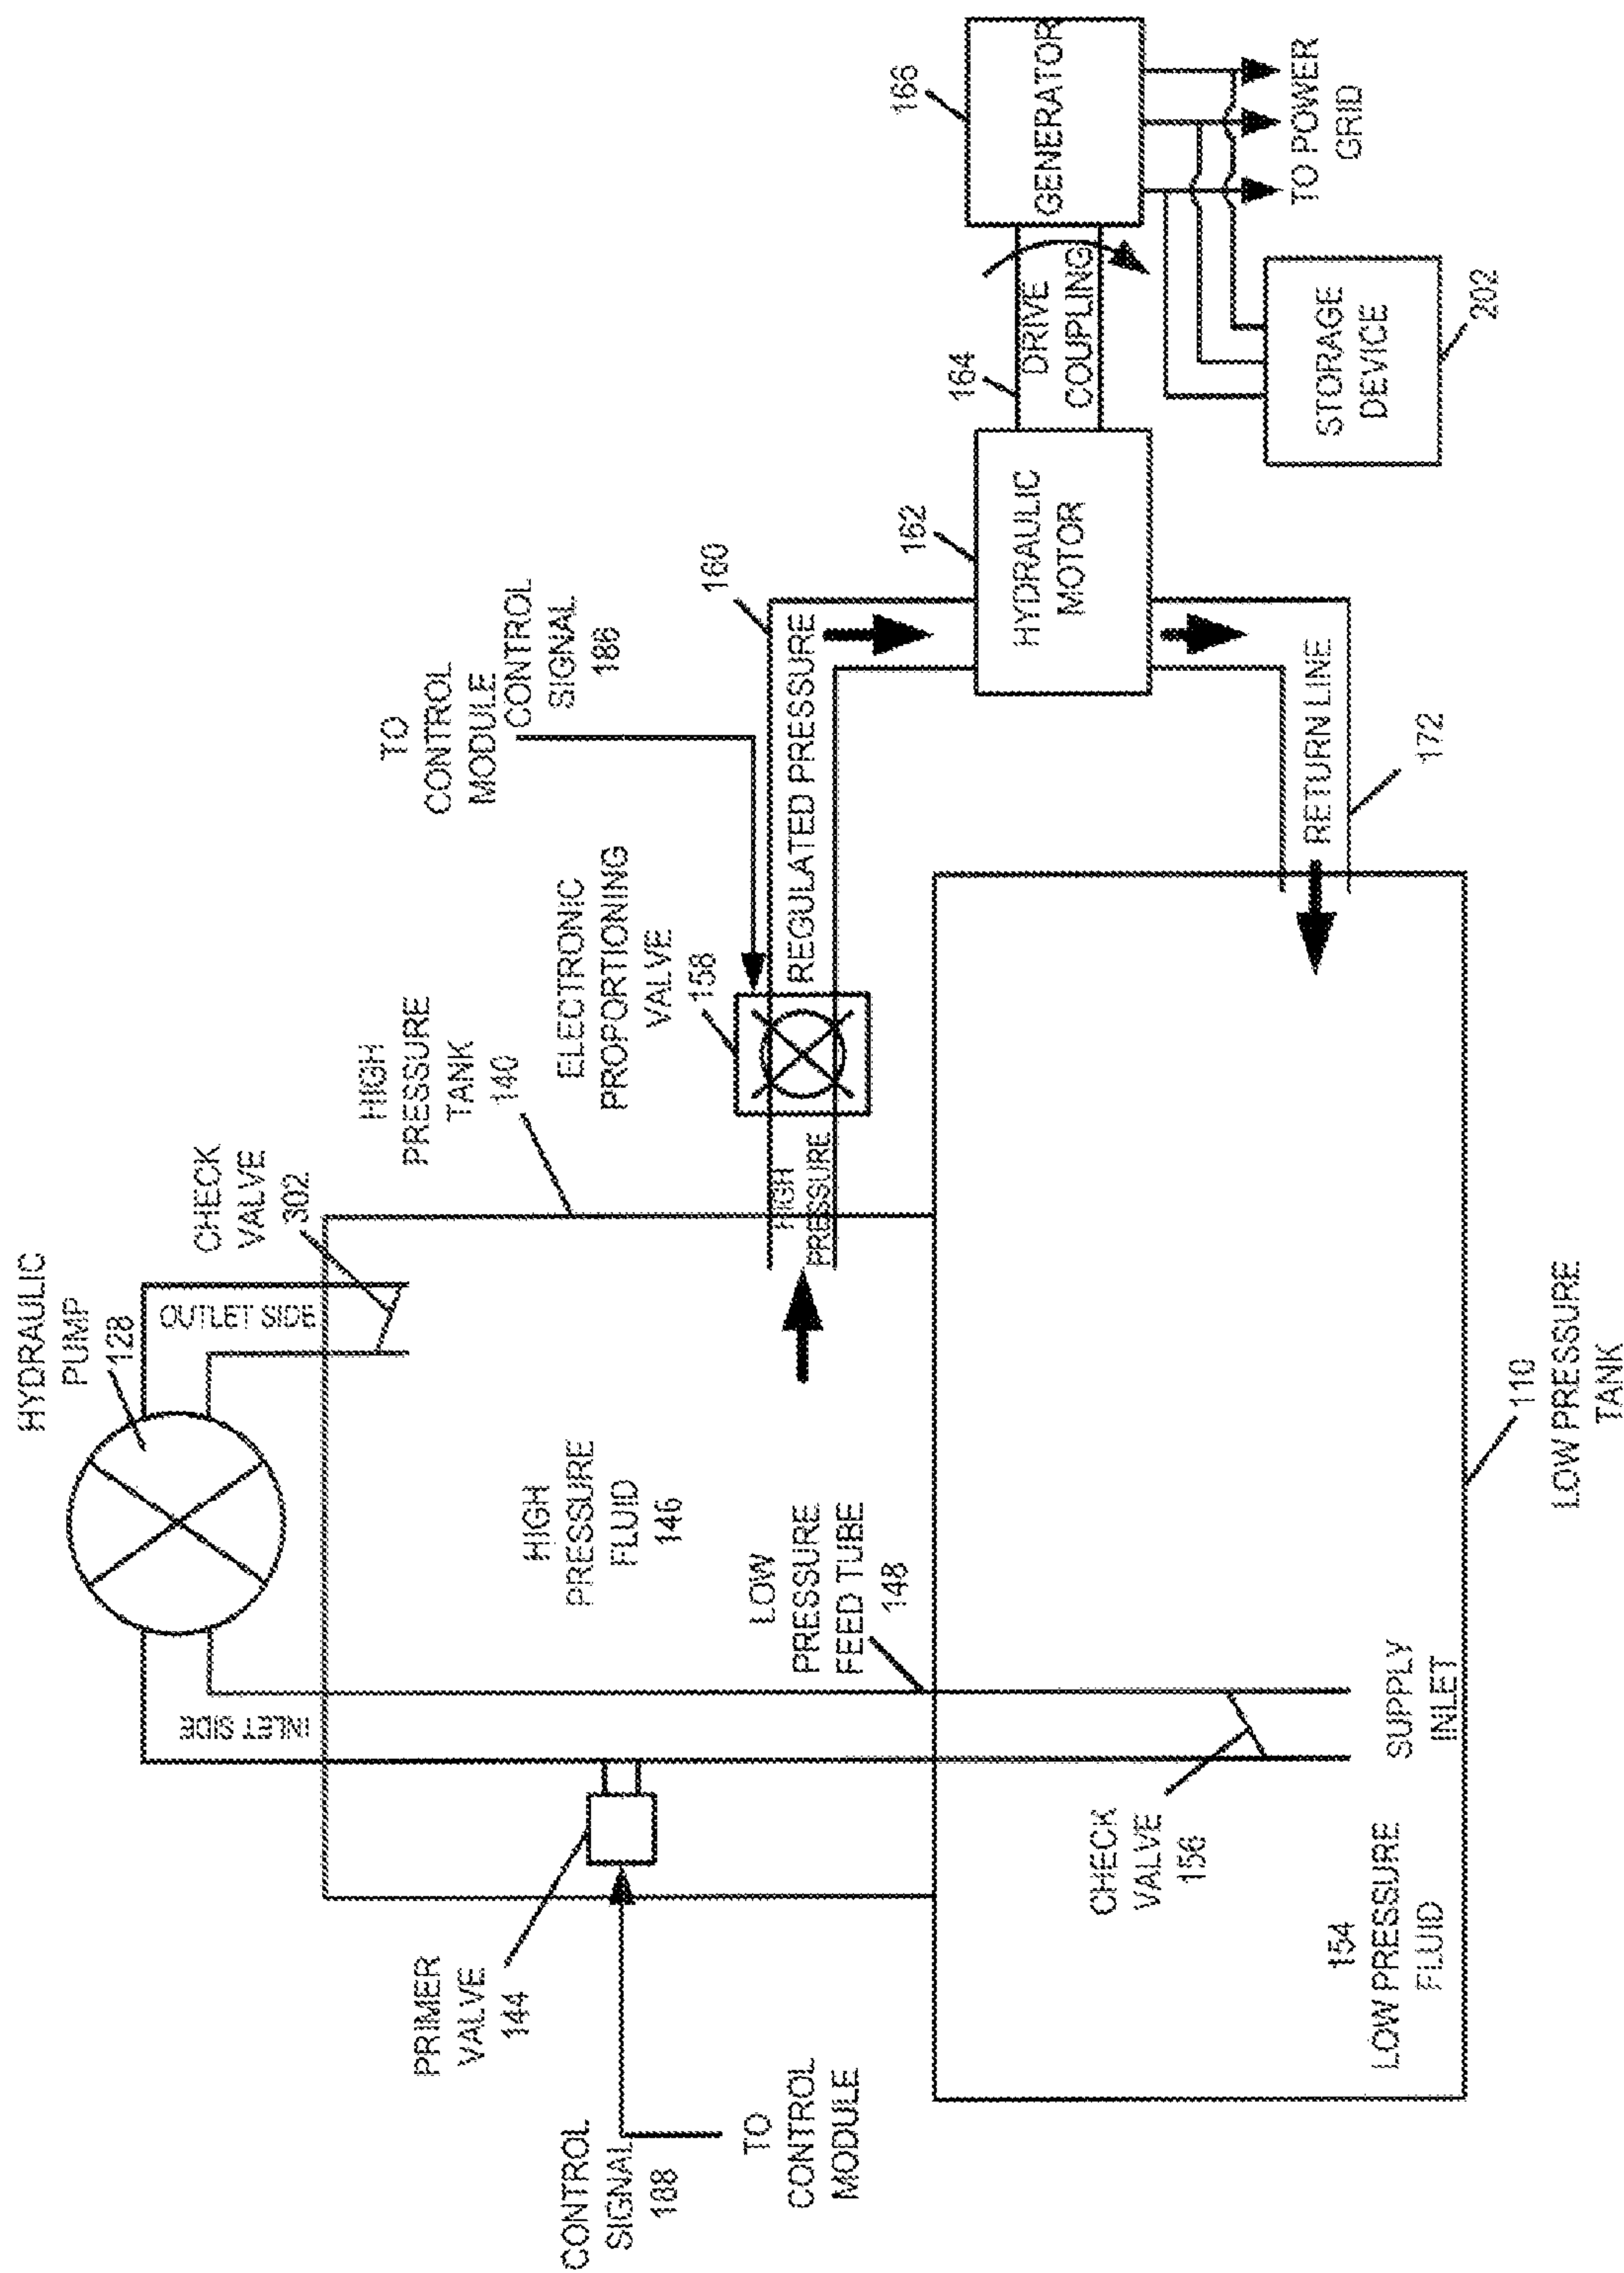 HYDRAULIC
PUMP
128
CHECK
VALVE
302
OUTLET SIDE
INLET SIDE
HIGH
PRESSURE
TANK
140
TO
CONTROL
MODULE
CONTROL
SIGNAL
186
ELECTRONIC
PROPORTIONING
VALVE
158
160
HIGH
PRESSURE
REGULATED PRESSURE
HIGH
PRESSURE
FLUID
146
PRIMER
VALVE
144
CONTROL
SIGNAL
188
TO
CONTROL
MODULE
LOW
PRESSURE
FEED TUBE
148
162
HYDRAULIC
MOTOR
164
DRIVE
COUPLING
166
GENERATOR
TO POWER
GRID
STORAGE
DEVICE
202
RETURN LINE
172
CHECK
VALVE
156
154
LOW PRESSURE
FLUID
SUPPLY
INLET
110
LOW PRESSURE
TANK